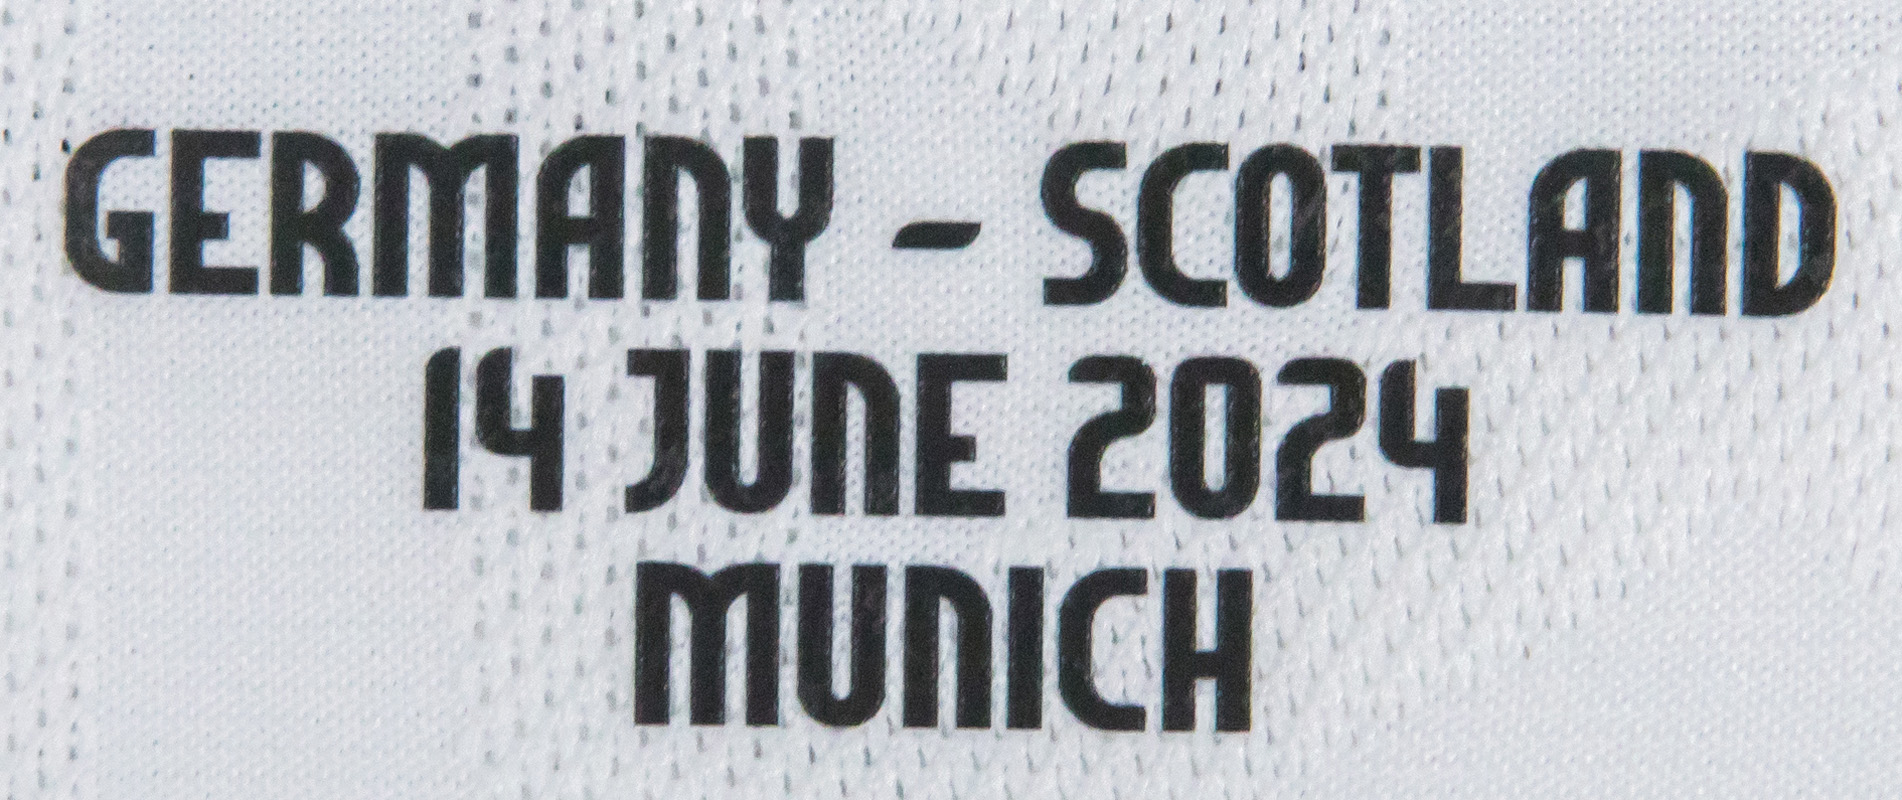 GERMANY - SCOTLAND
14 JUNE 2024
MUNICH